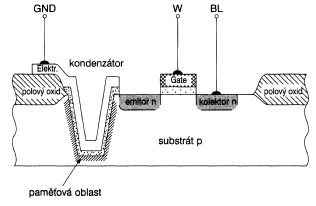 GND
W
BL
kondenzátor
Elektr.
Gate
polový oxid
emitor n
kolektor n
polový oxid
substrát p
paměťová oblast